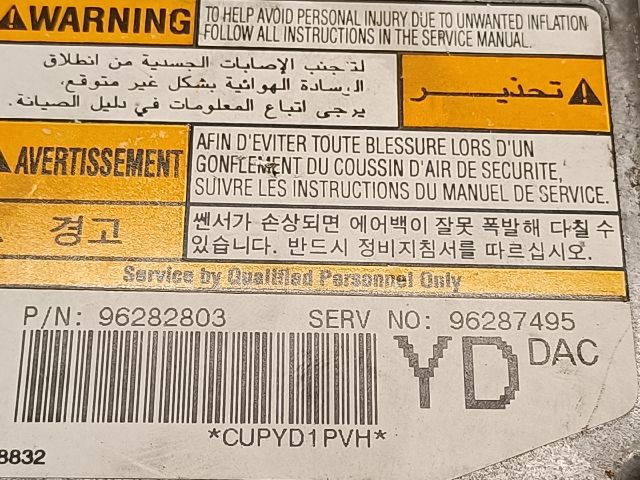 WARNING
TO HELP AVOID PERSONAL INJURY DUE TO UNWANTED INFLATION
FOLLOW ALL INSTRUCTIONS IN THE SERVICE MANUAL.
تحذير
لتجنب الإصابات الجسدية من انطلاق
الوسادة الهوائية بشكل غير متوقع،
يرجى اتباع المعلومات في دليل الصيانة.
AVERTISSEMENT
AFIN D'EVITER TOUTE BLESSURE LORS D'UN
GONFLEMENT DU COUSSIN D'AIR DE SECURITE,
SUIVRE LES INSTRUCTIONS DU MANUEL DE SERVICE.
경고
쎈서가 손상되면 에어백이 잘못 폭발해 다칠 수
있습니다. 반드시 정비지침서를 따르십시오.
Service by Qualified Personnel Only
P/N: 96282803 SERV NO: 96287495
YD DAC
*CUPYD1PVH*
8832